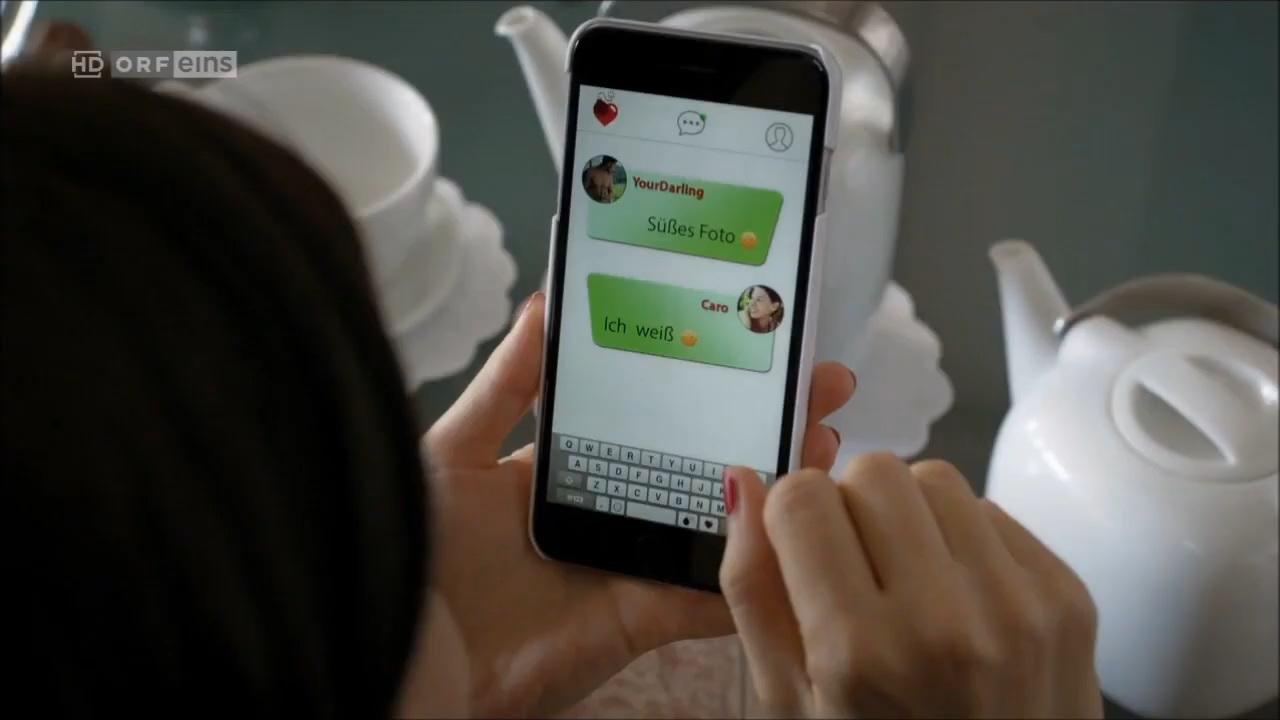 HD ORF eins
YourDarling
Süßes Foto
Caro
Ich weiß
Q W E R T Y U I
A S D F G H J K
Z X C V B N M